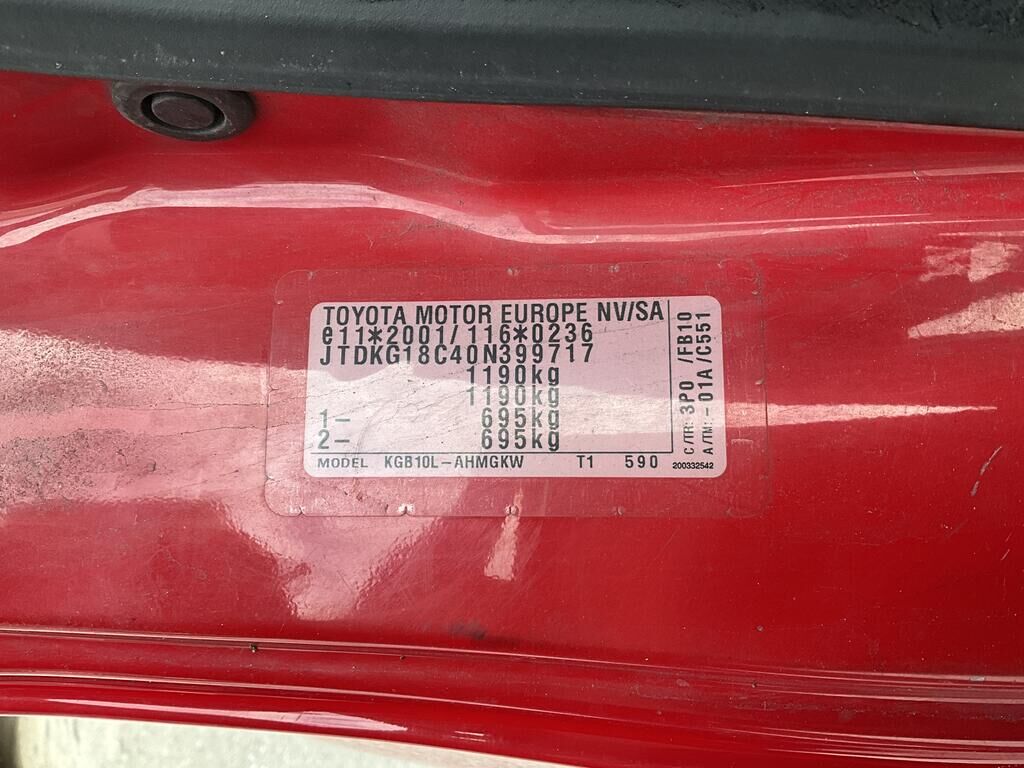 TOYOTA MOTOR EUROPE NV/SA
e11*2001/116*0236
JTDKG18C40N399717
1190kg
1190kg
1- 695kg
2- 695kg
MODEL KGB10L-AHMGKW T1 590
C/TR: 3P0 /FB10
A/TM: -01A/C551
200332542